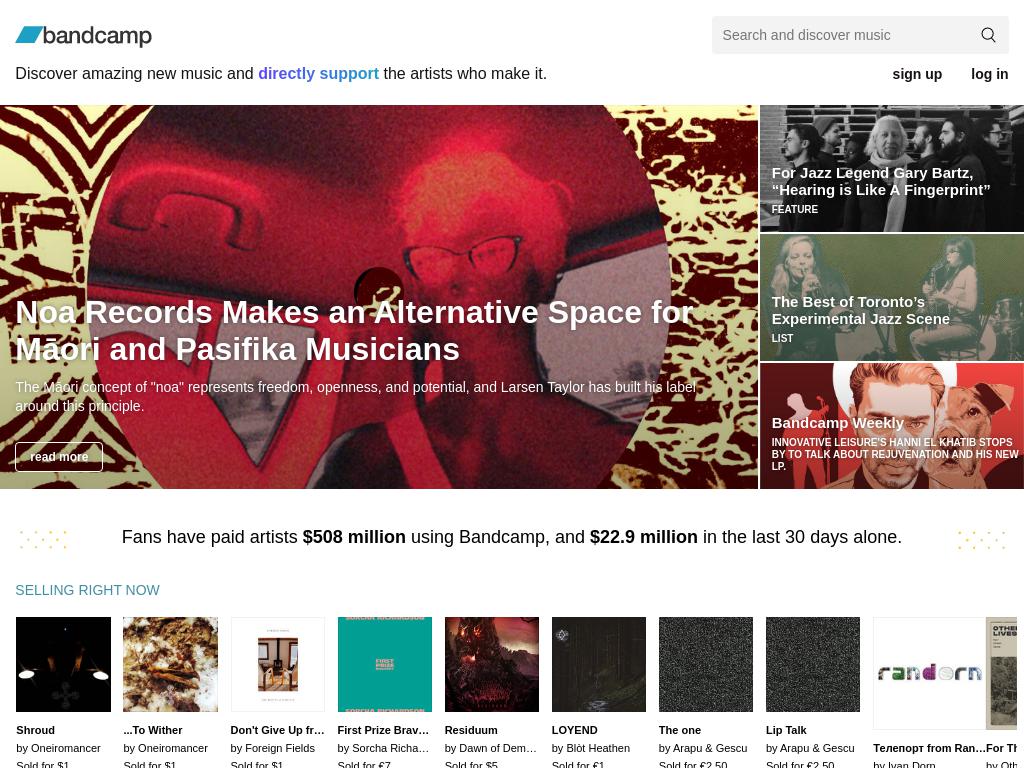 bandcamp
Search and discover music
Discover amazing new music and directly support the artists who make it.
sign up
log in
Noa Records Makes an Alternative Space for
Māori and Pasifika Musicians
The Māori concept of "noa" represents freedom, openness, and potential, and Larsen Taylor has built his label
around this principle.
read more
For Jazz Legend Gary Bartz,
“Hearing is Like A Fingerprint”
FEATURE
The Best of Toronto’s
Experimental Jazz Scene
LIST
Bandcamp Weekly
INNOVATIVE LEISURE'S HANNI EL KHATIB STOPS
BY TO TALK ABOUT REJUVENATION AND HIS NEW
LP.
Fans have paid artists $508 million using Bandcamp, and $22.9 million in the last 30 days alone.
SELLING RIGHT NOW
SORCHA RICHARDSON
FIRST
PRIZE
SORCHA RICHARDSON
random
OTHER
LIVES
Shroud
by Oneiromancer
Sold for $1
...To Wither
by Oneiromancer
Sold for $1
Don't Give Up fr...
by Foreign Fields
Sold for $1
First Prize Brav...
by Sorcha Richa...
Sold for €7
Residuum
by Dawn of Dem...
Sold for $5
LOYEND
by Blòt Heathen
Sold for €1
The one
by Arapu & Gescu
Sold for €2.50
Lip Talk
by Arapu & Gescu
Sold for €2.50
Телепорт from Ran...
by Ivan Dorn
For Th
by Oth